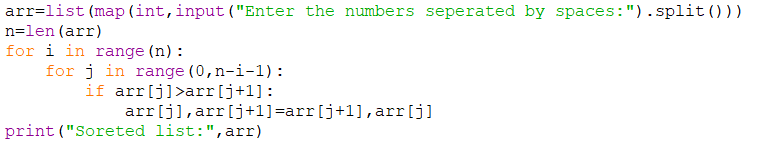 arr=list(map(int,input("Enter the numbers seperated by spaces:").split()))
n=len(arr)
for i in range(n):
    for j in range(0,n-i-1):
        if arr[j]>arr[j+1]:
            arr[j],arr[j+1]=arr[j+1],arr[j]
print("Soreted list:",arr)